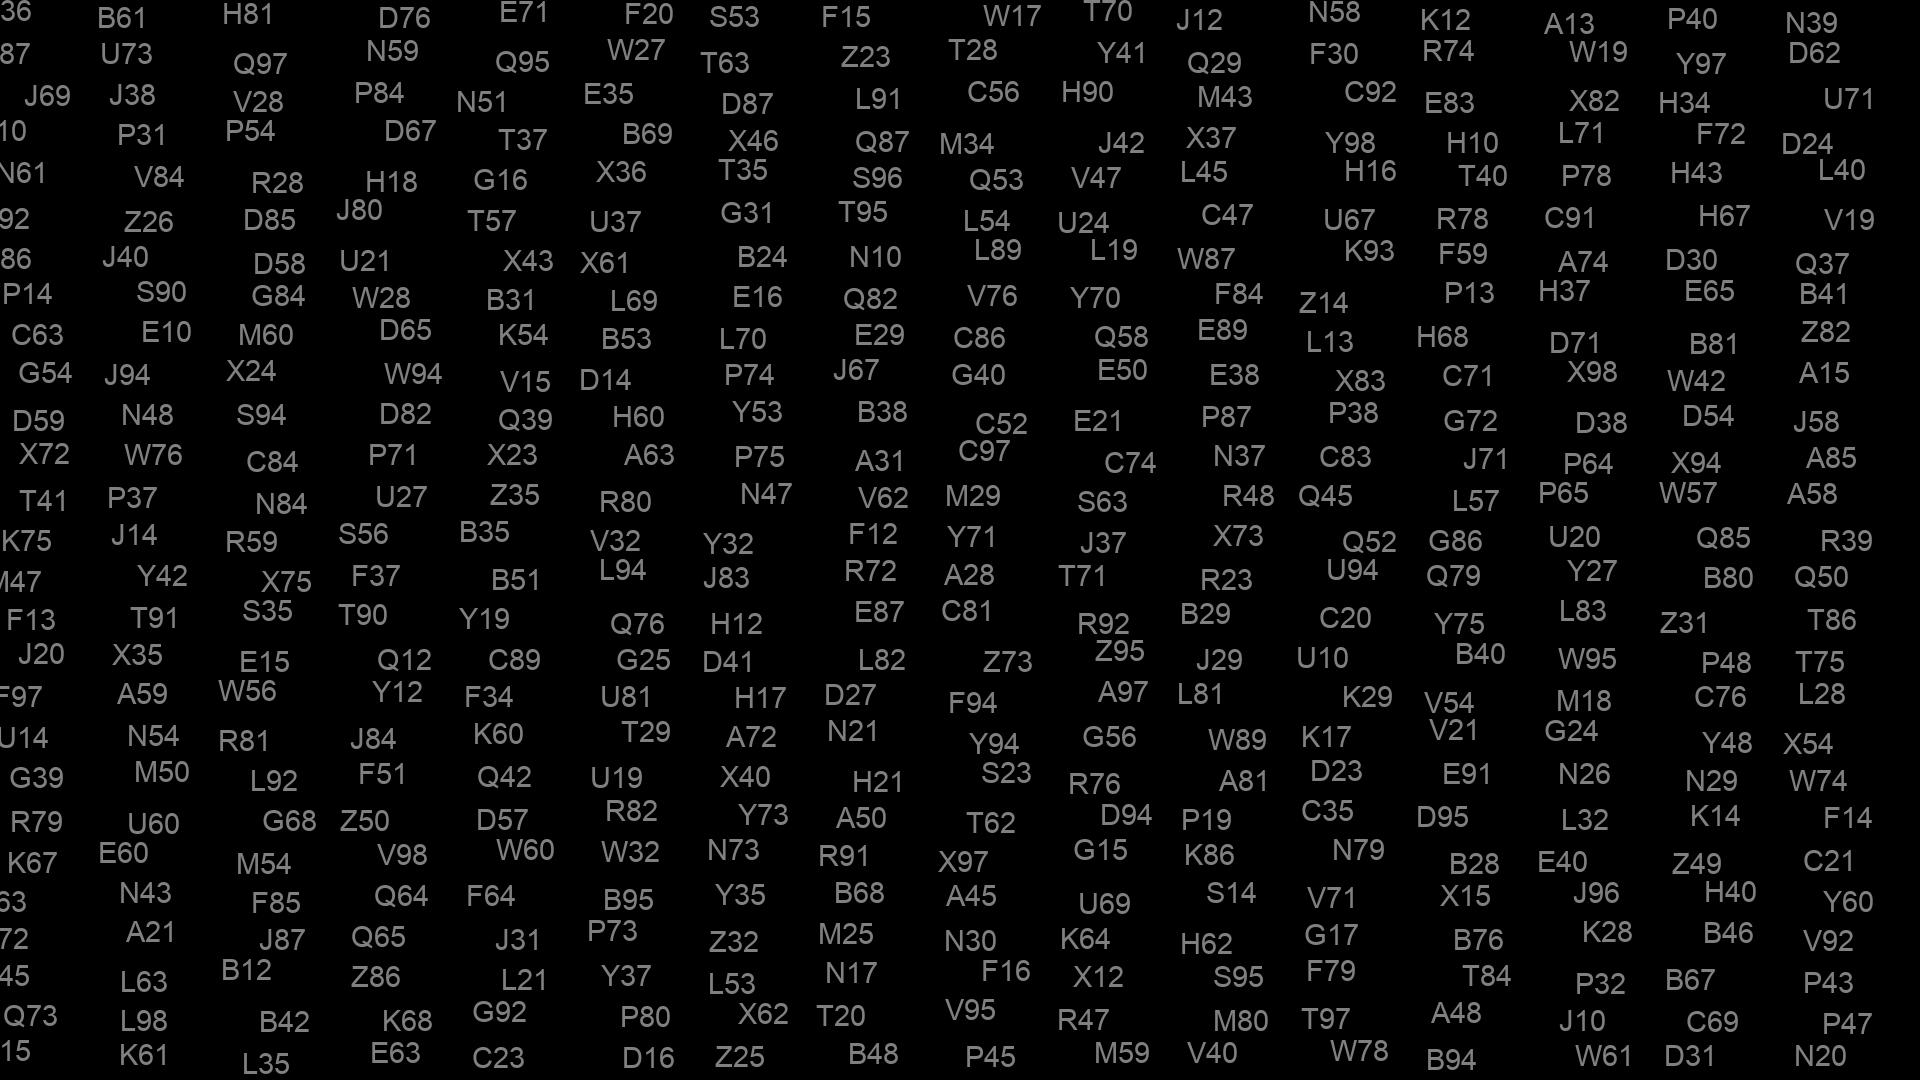 36 B61 H81 D76 E71 F20 S53 F15 W17 T70 J12 N58 K12 A13 P40 N39
87 U73 Q97 N59 Q95 W27 T63 Z23 T28 Y41 Q29 F30 R74 W19 Y97 D62
J69 J38 V28 P84 N51 E35 D87 L91 C56 H90 M43 C92 E83 X82 H34 U71
10 P31 P54 D67 T37 B69 X46 Q87 M34 J42 X37 Y98 H10 L71 F72 D24
N61 V84 R28 H18 G16 X36 T35 S96 Q53 V47 L45 H16 T40 P78 H43 L40
92 Z26 D85 J80 T57 U37 G31 T95 L54 U24 C47 U67 R78 C91 H67 V19
86 J40 D58 U21 X43 X61 B24 N10 L89 L19 W87 K93 F59 A74 D30 Q37
P14 S90 G84 W28 B31 L69 E16 Q82 V76 Y70 F84 Z14 P13 H37 E65 B41
C63 E10 M60 D65 K54 B53 L70 E29 C86 Q58 E89 L13 H68 D71 B81 Z82
G54 J94 X24 W94 V15 D14 P74 J67 G40 E50 E38 X83 C71 X98 W42 A15
D59 N48 S94 D82 Q39 H60 Y53 B38 C52 E21 P87 P38 G72 D38 D54 J58
X72 W76 C84 P71 X23 A63 P75 A31 C97 C74 N37 C83 J71 P64 X94 A85
T41 P37 N84 U27 Z35 R80 N47 V62 M29 S63 R48 Q45 L57 P65 W57 A58
K75 J14 R59 S56 B35 V32 Y32 F12 Y71 J37 X73 Q52 G86 U20 Q85 R39
M47 Y42 X75 F37 B51 L94 J83 R72 A28 T71 R23 U94 Q79 Y27 B80 Q50
F13 T91 S35 T90 Y19 Q76 H12 E87 C81 R92 B29 C20 Y75 L83 Z31 T86
J20 X35 E15 Q12 C89 G25 D41 L82 Z73 Z95 J29 U10 B40 W95 P48 T75
F97 A59 W56 Y12 F34 U81 H17 D27 F94 A97 L81 K29 V54 M18 C76 L28
U14 N54 R81 J84 K60 T29 A72 N21 Y94 G56 W89 K17 V21 G24 Y48 X54
G39 M50 L92 F51 Q42 U19 X40 H21 S23 R76 A81 D23 E91 N26 N29 W74
R79 U60 G68 Z50 D57 R82 Y73 A50 T62 D94 P19 C35 D95 L32 K14 F14
K67 E60 M54 V98 W60 W32 N73 R91 X97 G15 K86 N79 B28 E40 Z49 C21
63 N43 F85 Q64 F64 B95 Y35 B68 A45 U69 S14 V71 X15 J96 H40 Y60
72 A21 J87 Q65 J31 P73 Z32 M25 N30 K64 H62 G17 B76 K28 B46 V92
45 L63 B12 Z86 L21 Y37 L53 N17 F16 X12 S95 F79 T84 P32 B67 P43
Q73 L98 B42 K68 G92 P80 X62 T20 V95 R47 M80 T97 A48 J10 C69 P47
15 K61 L35 E63 C23 D16 Z25 B48 P45 M59 V40 W78 B94 W61 D31 N20